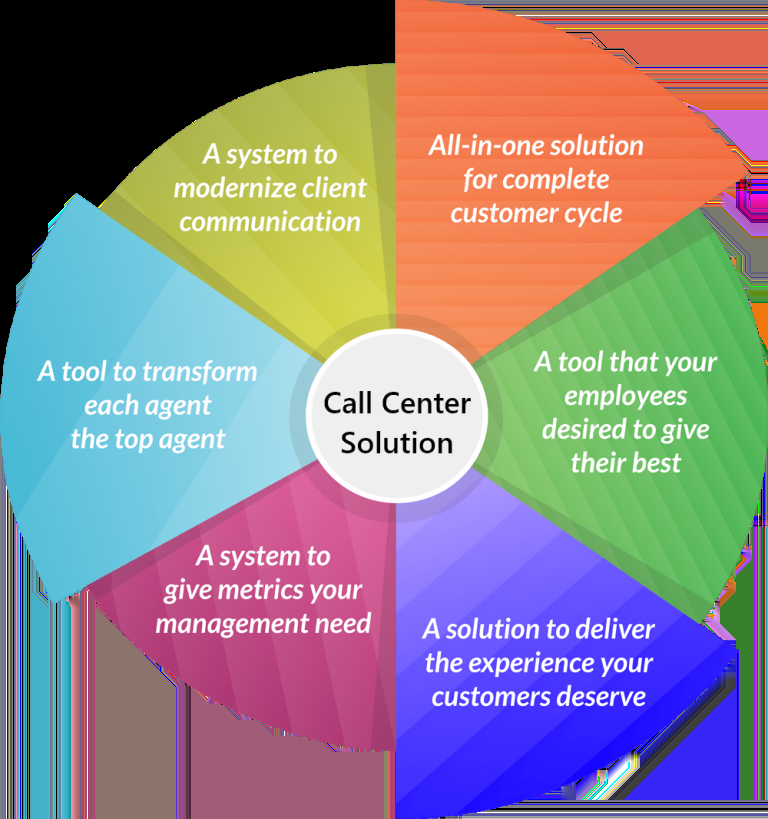 A system to
modernize client
communication
All-in-one solution
for complete
customer cycle
A tool to transform
each agent
the top agent
Call Center
Solution
A tool that your
employees
desired to give
their best
A system to
give metrics your
management need
A solution to deliver
the experience your
customers deserve